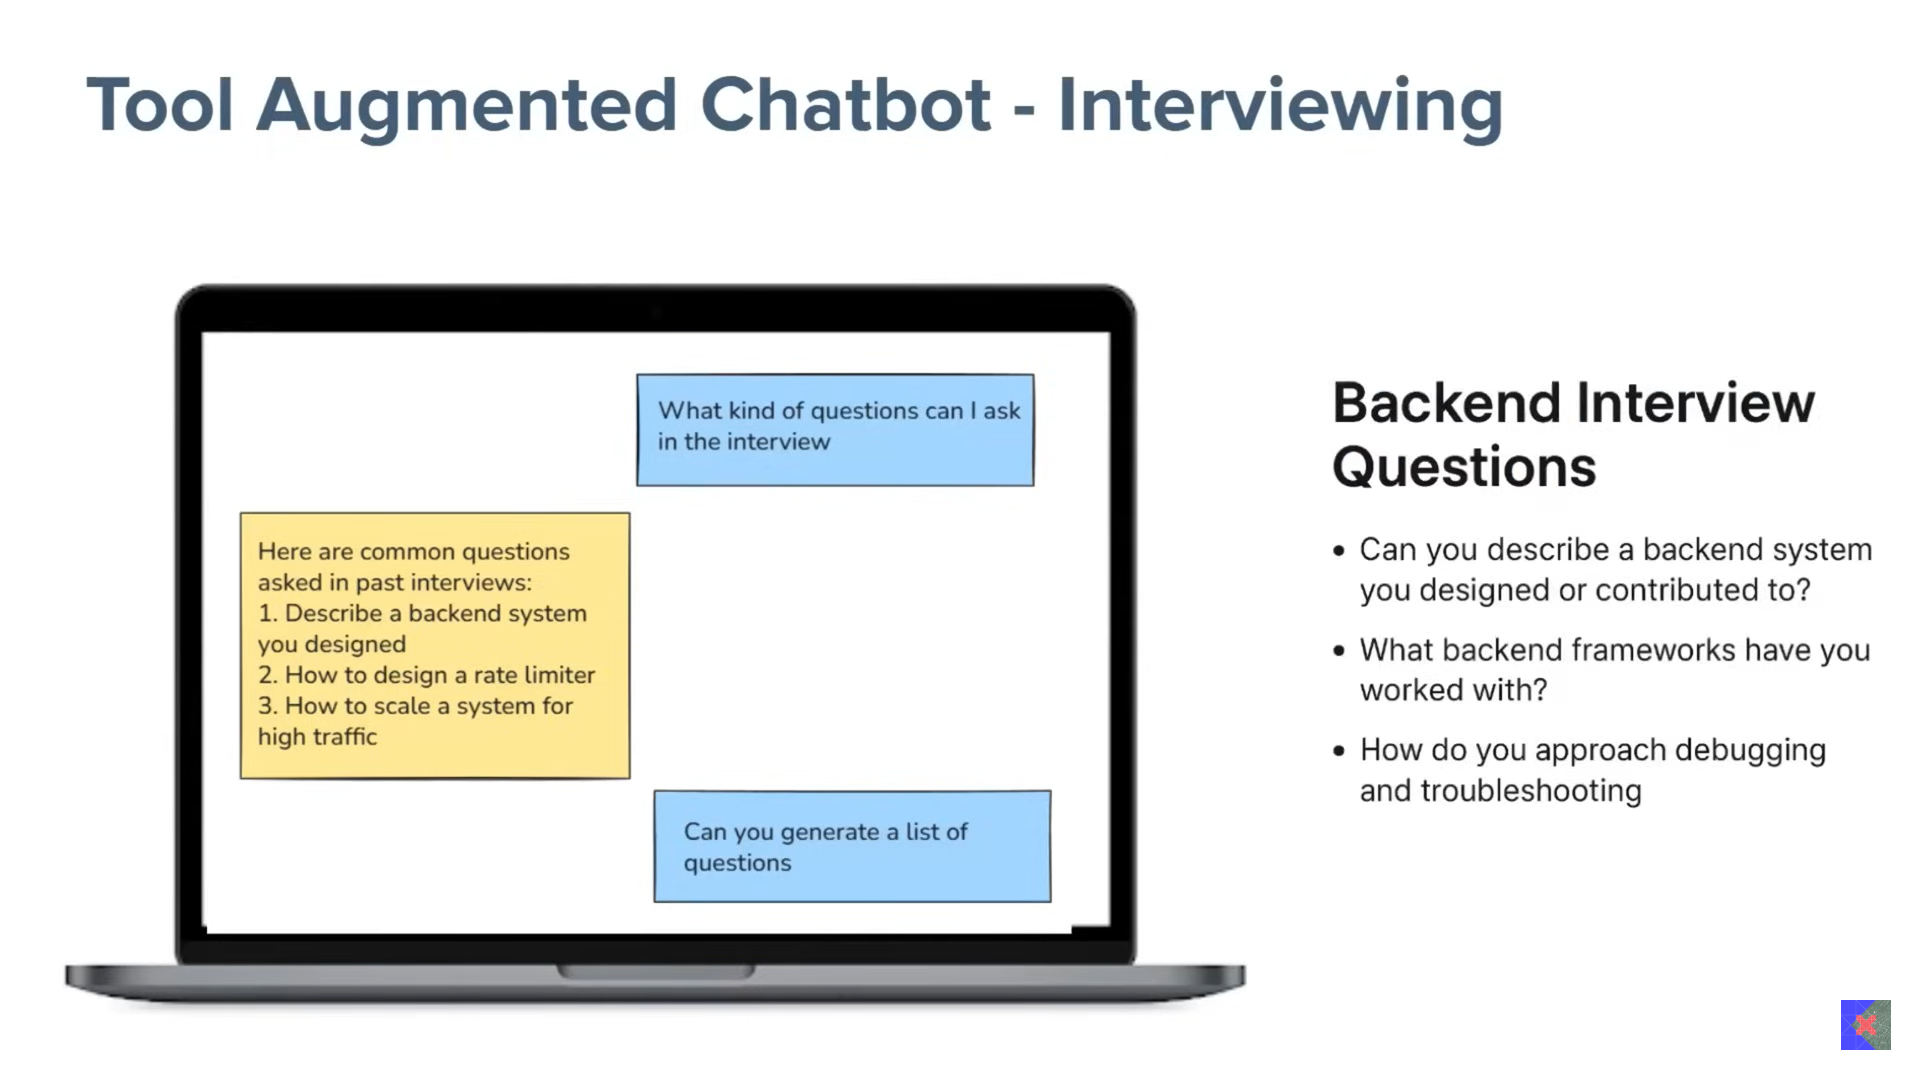 Tool Augmented Chatbot - Interviewing
What kind of questions can I ask
in the interview
Here are common questions
asked in past interviews:
1. Describe a backend system
you designed
2. How to design a rate limiter
3. How to scale a system for
high traffic
Can you generate a list of
questions
Backend Interview
Questions
• Can you describe a backend system
you designed or contributed to?
• What backend frameworks have you
worked with?
• How do you approach debugging
and troubleshooting